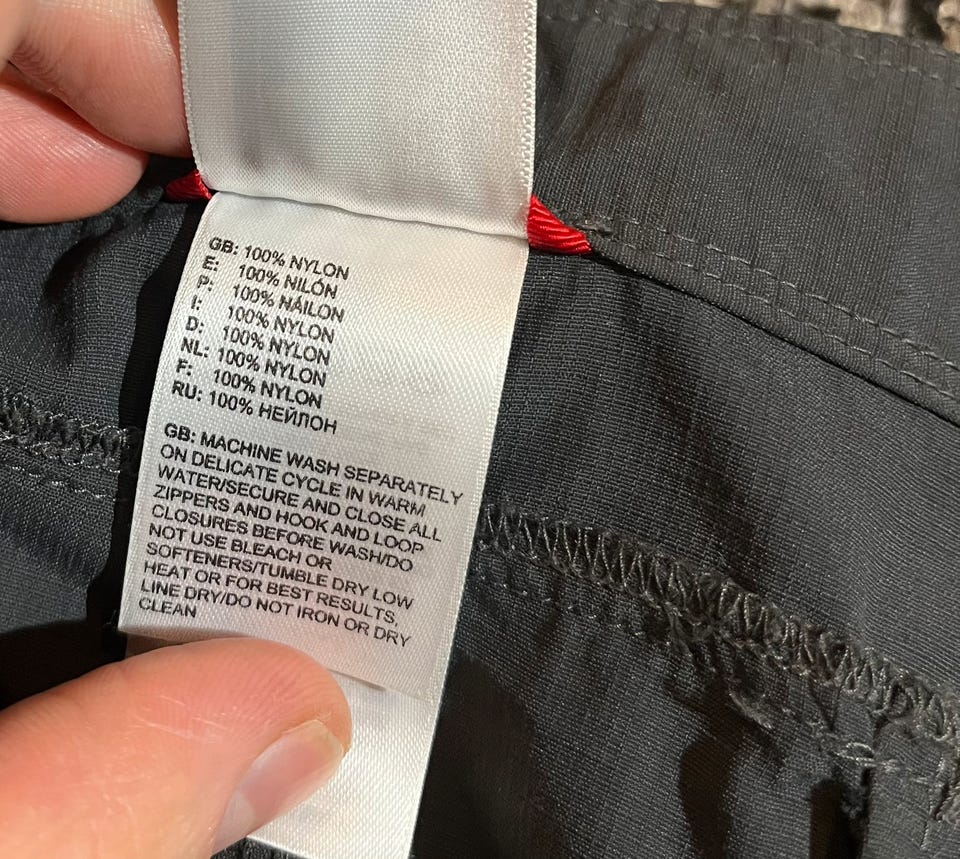 GB: 100% NYLON
E: 100% NILÓN
P: 100% NÁILON
I: 100% NYLON
D: 100% NYLON
NL: 100% NYLON
F: 100% NYLON
RU: 100% НЕЙЛОН
GB: MACHINE WASH SEPARATELY
ON DELICATE CYCLE IN WARM
WATER/SECURE AND CLOSE ALL
ZIPPERS AND HOOK AND LOOP
CLOSURES BEFORE WASH/DO
NOT USE BLEACH OR
SOFTENERS/TUMBLE DRY LOW
HEAT OR FOR BEST RESULTS,
LINE DRY/DO NOT IRON OR DRY
CLEAN